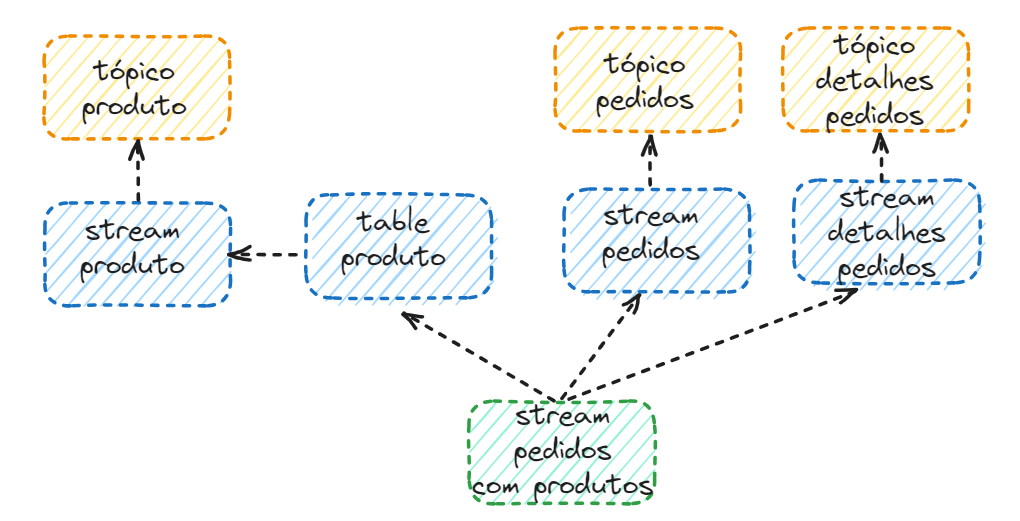 tópico
produto
tópico
pedidos
tópico
detalhes
pedidos
stream
produto
table
produto
stream
pedidos
stream
detalhes
pedidos
stream
pedidos
com produtos